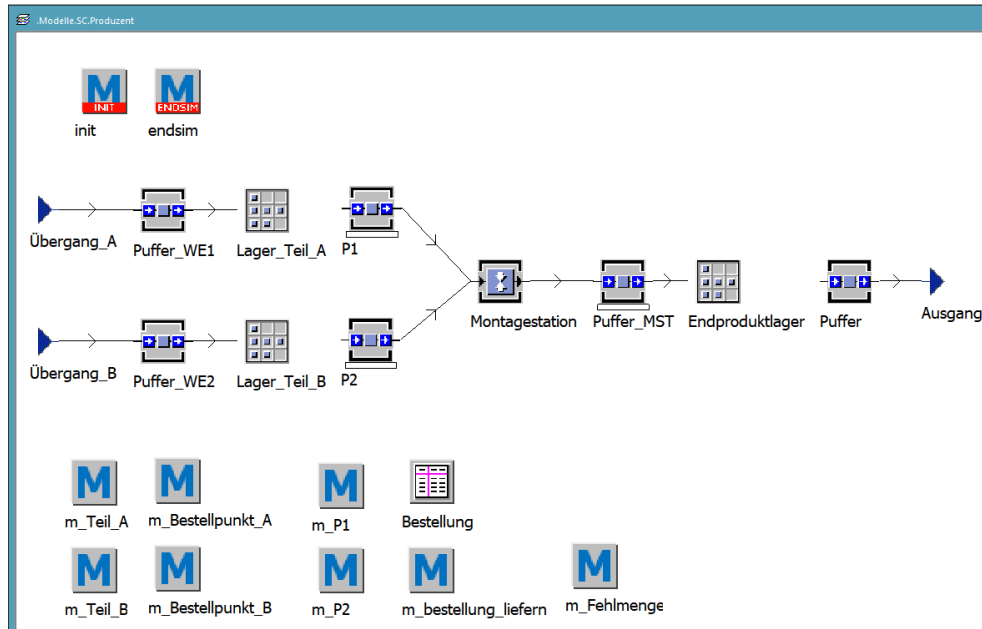 .Modelle.SC.Produzent
M M
INIT ENDSIM
init endsim
Übergang_A Puffer_WE1 Lager_Teil_A P1
Montagestation Puffer_MST Endproduktlager Puffer Ausgang
Übergang_B Puffer_WE2 Lager_Teil_B P2
M M M
m_Teil_A m_Bestellpunkt_A m_P1 Bestellung
M M M M M
m_Teil_B m_Bestellpunkt_B m_P2 m_bestellung_liefern m_Fehlmenge